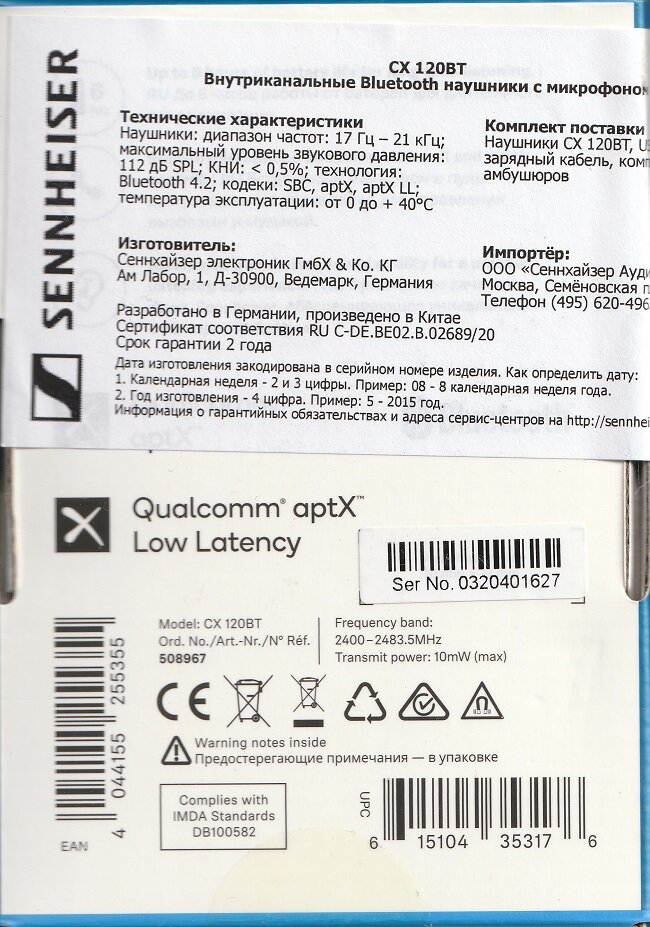 SENNHEISER
CX 120BT
Внутриканальные Bluetooth наушники с микрофоно
Технические характеристики
Наушники: диапазон частот: 17 Гц – 21 кГц;
максимальный уровень звукового давления:
112 дБ SPL; КНИ: < 0,5%; технология:
Bluetooth 4.2; кодеки: SBC, aptX, aptX LL;
температура эксплуатации: от 0 до + 40°C
Комплект поставки
Наушники CX 120BT, US
зарядный кабель, комп
амбушюров
Изготовитель:
Сеннхайзер электроник ГмбХ & Ко. КГ
Ам Лабор, 1, Д-30900, Ведемарк, Германия
Импортёр:
ООО «Сеннхайзер Ауди
Москва, Семёновская п
Телефон (495) 620-496
Разработано в Германии, произведено в Китае
Сертификат соответствия RU C-DE.BE02.B.02689/20
Срок гарантии 2 года
Дата изготовления закодирована в серийном номере изделия. Как определить дату:
1. Календарная неделя - 2 и 3 цифры. Пример: 08 - 8 календарная неделя года.
2. Год изготовления - 4 цифра. Пример: 5 - 2015 год.
Информация о гарантийных обязательствах и адреса сервис-центров на http://sennhei
Qualcomm® aptX™
Low Latency
Ser No. 0320401627
Model: CX 120BT
Ord. No./Art.-Nr./N° Réf.
508967
Frequency band:
2400–2483.5MHz
Transmit power: 10mW (max)
CE
Warning notes inside
Предостерегающие примечания — в упаковке
Complies with
IMDA Standards
DB100582
EAN
4 044155 255355
UPC
6 15104 35317 6